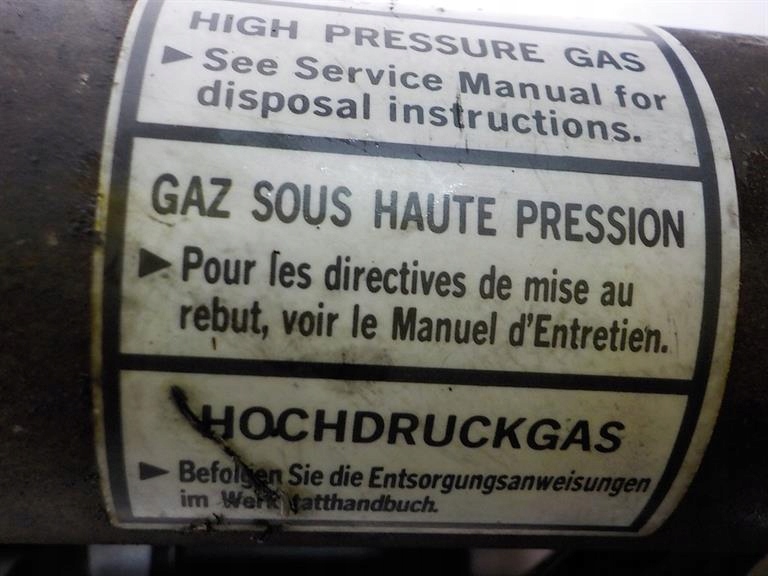 HIGH PRESSURE GAS
▶ See Service Manual for
disposal instructions.
GAZ SOUS HAUTE PRESSION
▶ Pour les directives de mise au
rebut, voir le Manuel d'Entretien.
HOCHDRUCKGAS
▶ Befolgen Sie die Entsorgungsanweisungen
im Werkstatthandbuch.